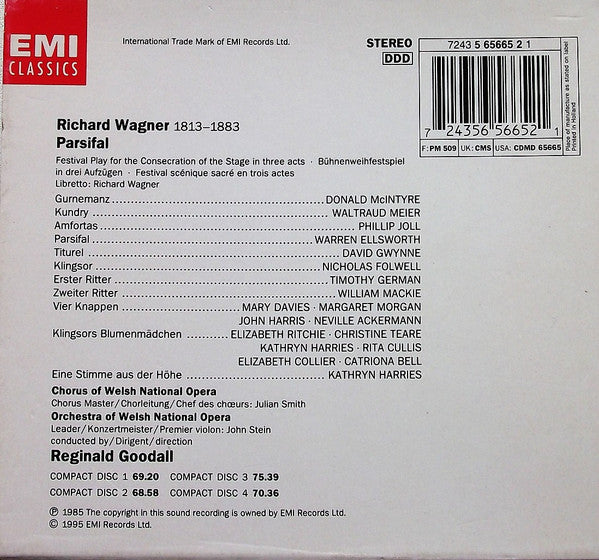 EMI
CLASSICS
International Trade Mark of EMI Records Ltd.
STEREO
DDD
7243 5 65665 2 1
7 24356 56652 1
F: PM 509 UK: CMS USA: CDMD 65665
Place of manufacture as stated on label
Printed in Holland
Richard Wagner 1813–1883
Parsifal
Festival Play for the Consecration of the Stage in three acts · Bühnenweihfestspiel
in drei Aufzügen · Festival scénique sacré en trois actes
Libretto: Richard Wagner
Gurnemanz DONALD McINTYRE
Kundry WALTRAUD MEIER
Amfortas PHILLIP JOLL
Parsifal WARREN ELLSWORTH
Titurel DAVID GWYNNE
Klingsor NICHOLAS FOLWELL
Erster Ritter TIMOTHY GERMAN
Zweiter Ritter WILLIAM MACKIE
Vier Knappen MARY DAVIES · MARGARET MORGAN
JOHN HARRIS · NEVILLE ACKERMANN
Klingsors Blumenmädchen ELIZABETH RITCHIE · CHRISTINE TEARE
KATHRYN HARRIES · RITA CULLIS
ELIZABETH COLLIER · CATRIONA BELL
Eine Stimme aus der Höhe KATHRYN HARRIES
Chorus of Welsh National Opera
Chorus Master/Chorleitung/Chef des chœurs: Julian Smith
Orchestra of Welsh National Opera
Leader/Konzertmeister/Premier violon: John Stein
conducted by/Dirigent/direction
Reginald Goodall
COMPACT DISC 1 69.20 COMPACT DISC 3 75.39
COMPACT DISC 2 68.58 COMPACT DISC 4 70.36
℗ 1985 The copyright in this sound recording is owned by EMI Records Ltd.
© 1995 EMI Records Ltd.